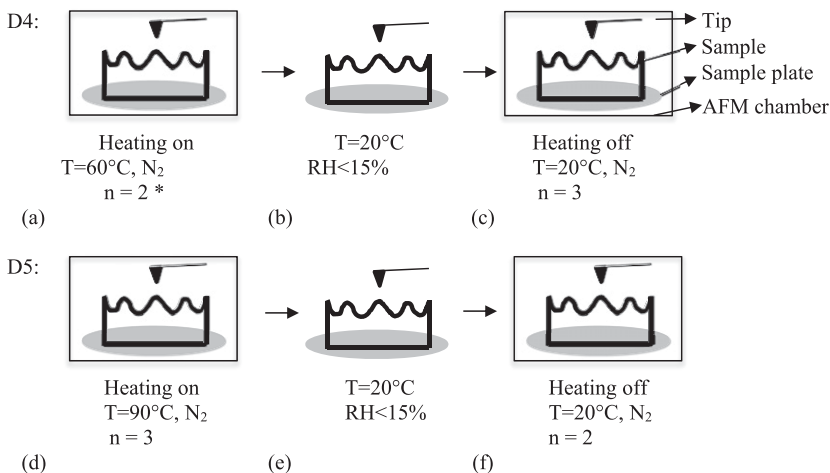 D4:
Tip
Sample
Sample plate
AFM chamber
Heating on
T=60°C, N₂
n = 2 *
(a)
T=20°C
RH<15%
(b)
Heating off
T=20°C, N₂
n = 3
(c)
D5:
Heating on
T=90°C, N₂
n = 3
(d)
T=20°C
RH<15%
(e)
Heating off
T=20°C, N₂
n = 2
(f)